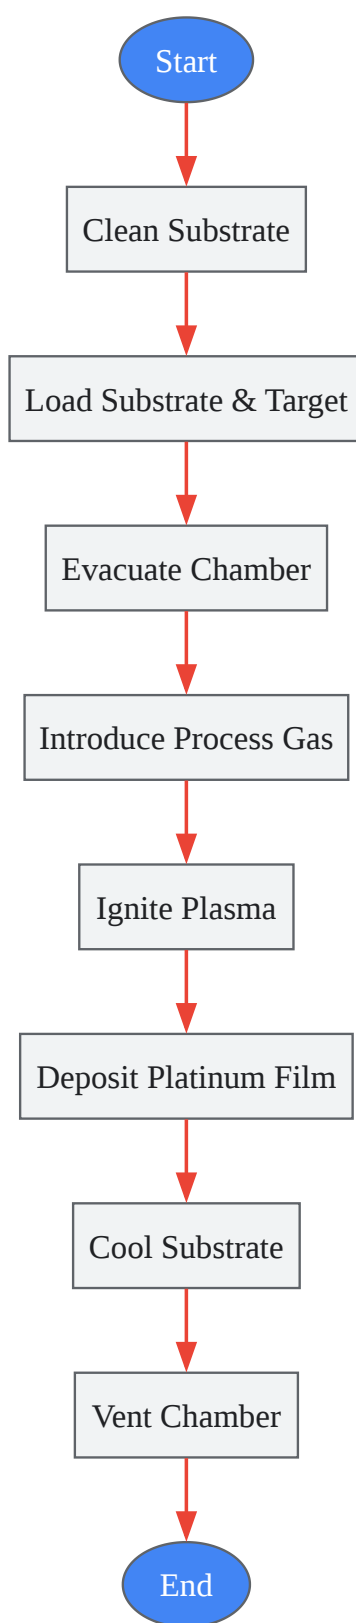 Start
Clean Substrate
Load Substrate & Target
Evacuate Chamber
Introduce Process Gas
Ignite Plasma
Deposit Platinum Film
Cool Substrate
Vent Chamber
End